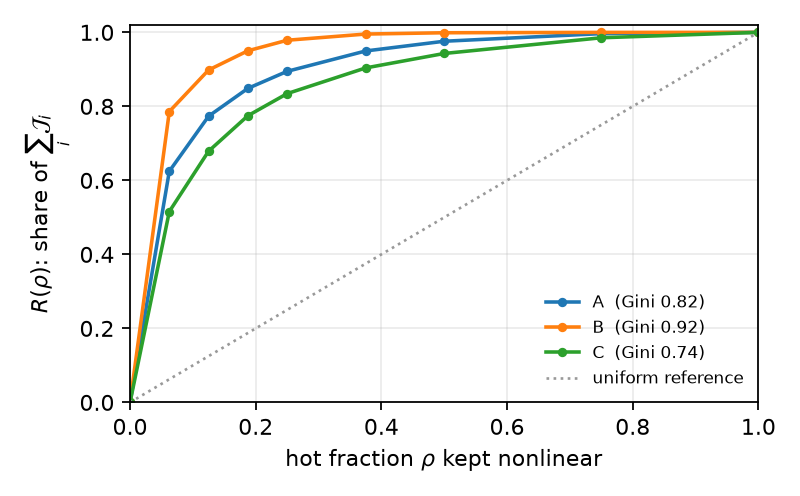 R(ρ): share of ∑_i 𝒥_i
1.0
0.8
0.6
0.4
0.2
0.0
A (Gini 0.82)
B (Gini 0.92)
C (Gini 0.74)
uniform reference
0.0 0.2 0.4 0.6 0.8 1.0
hot fraction ρ kept nonlinear